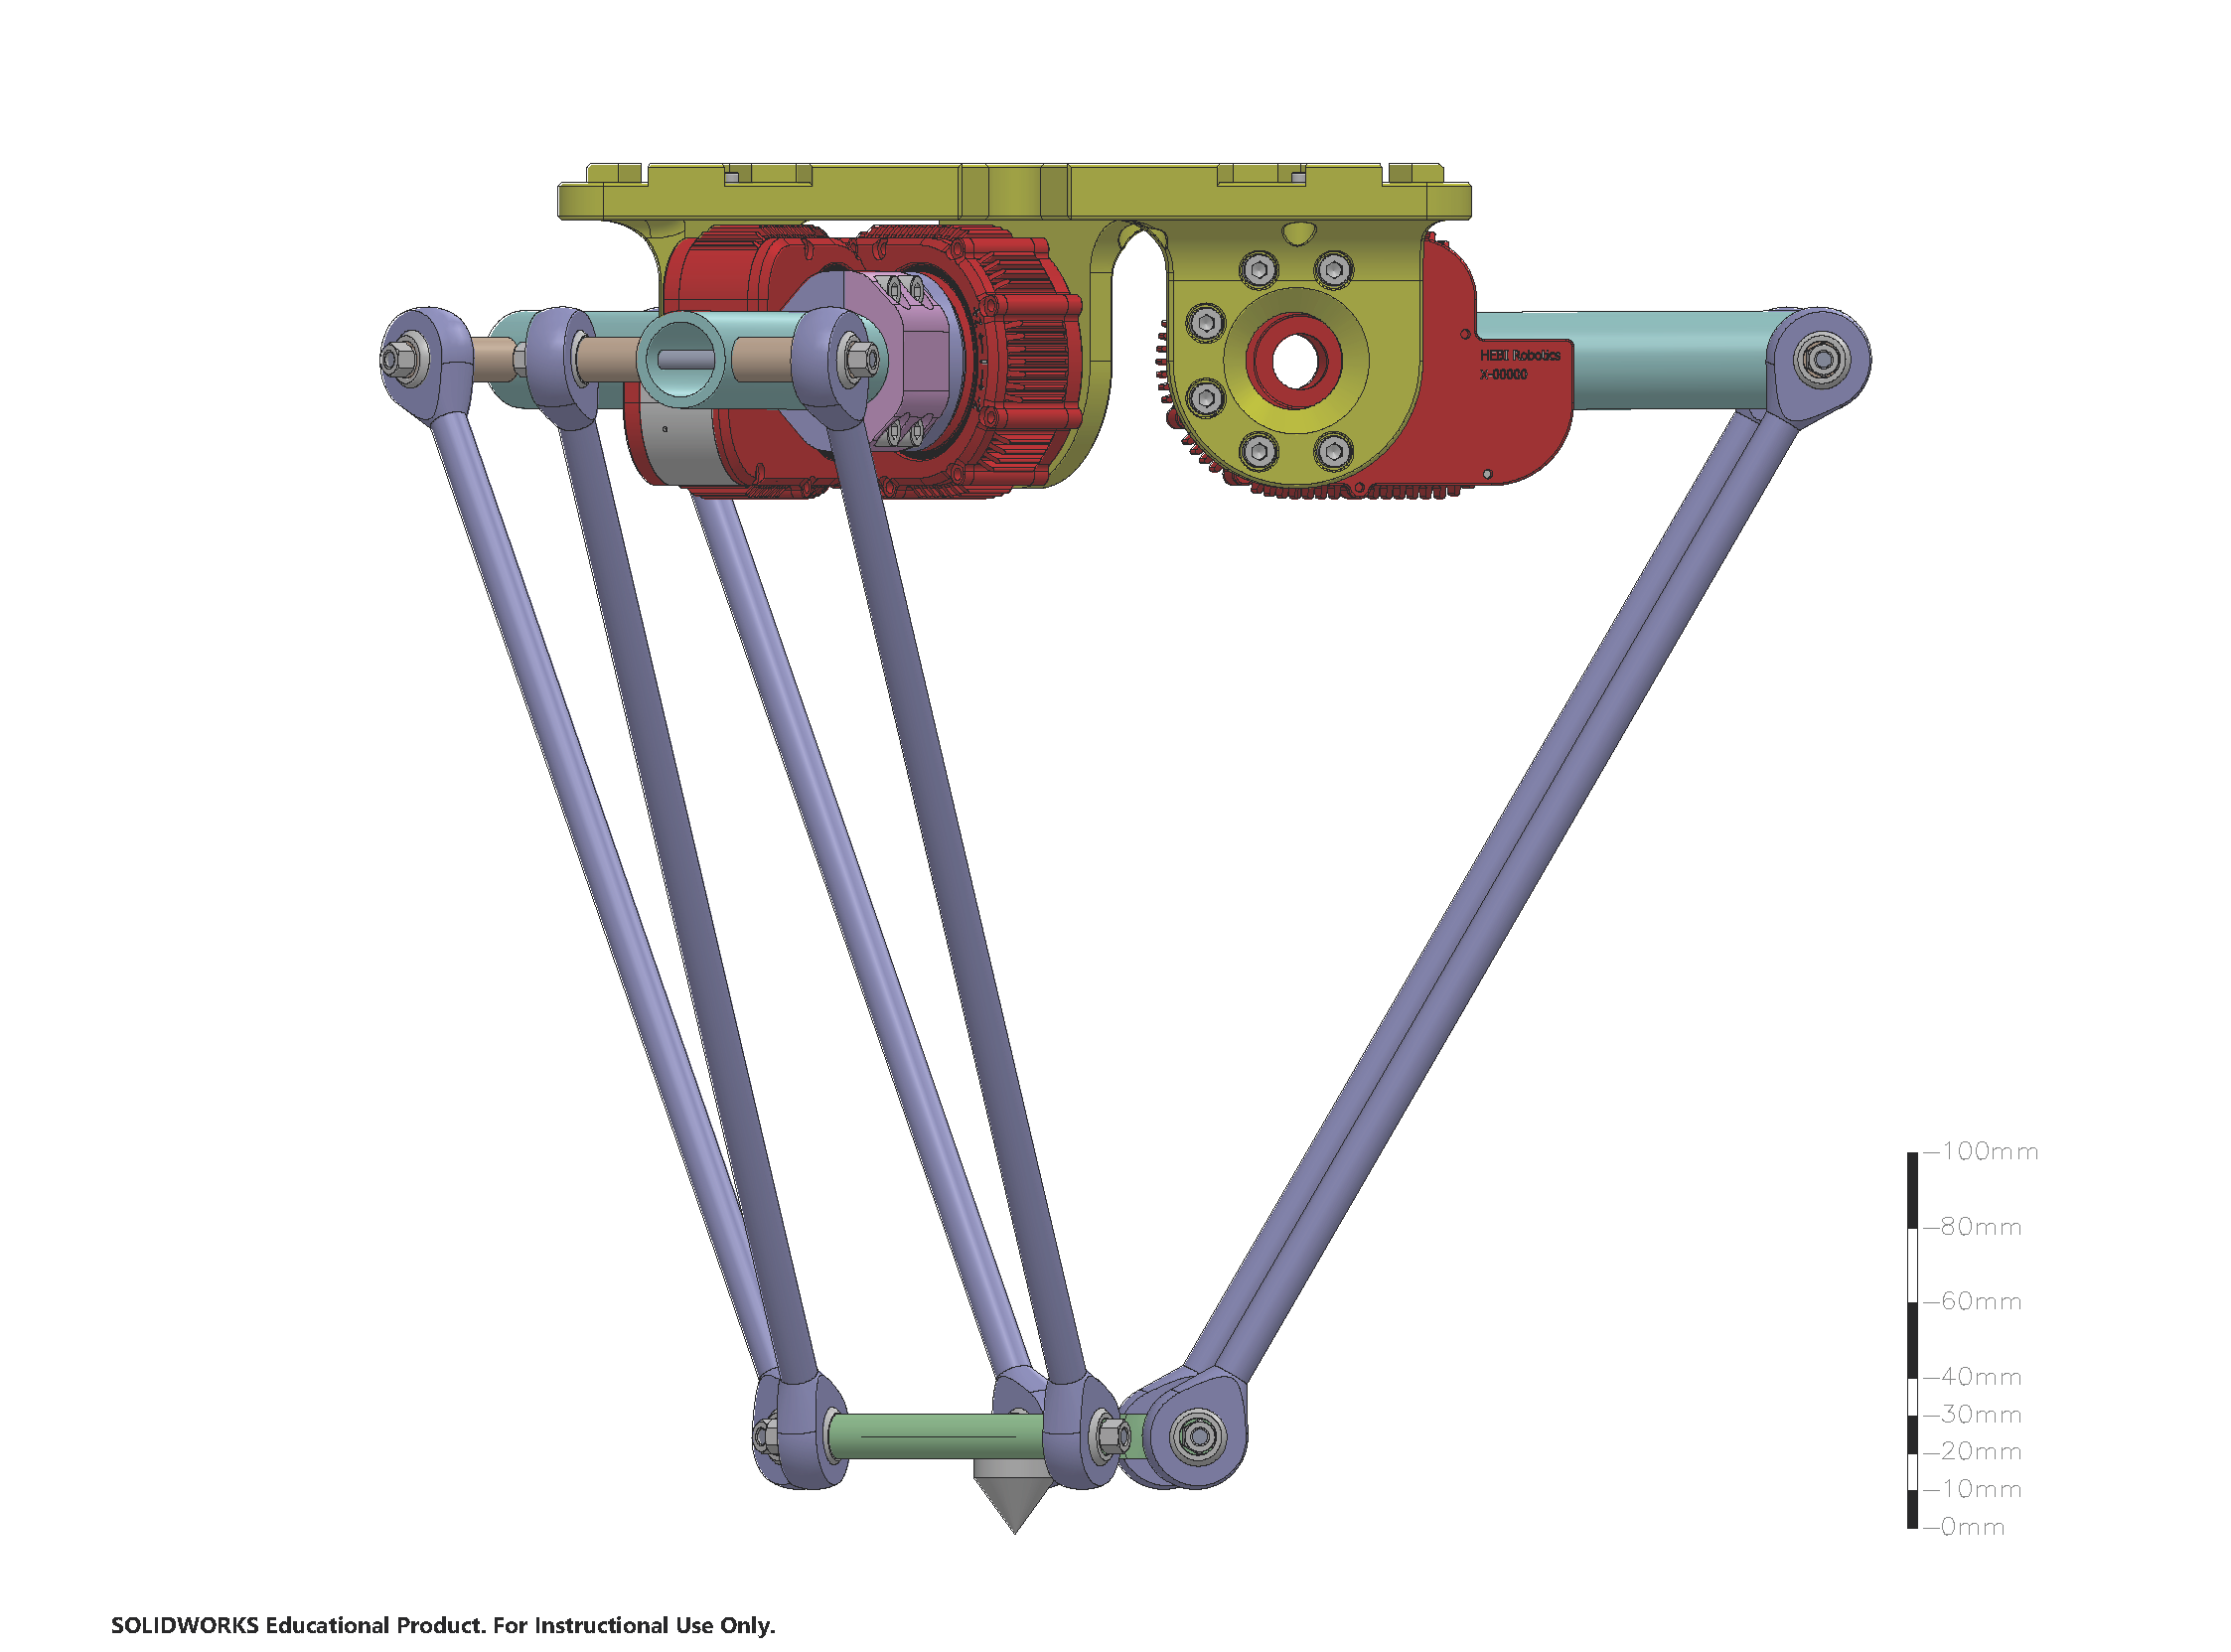 HEBI Robotics
X-00000
–100mm
–80mm
–60mm
–40mm
–30mm
–20mm
–10mm
–0mm
SOLIDWORKS Educational Product. For Instructional Use Only.